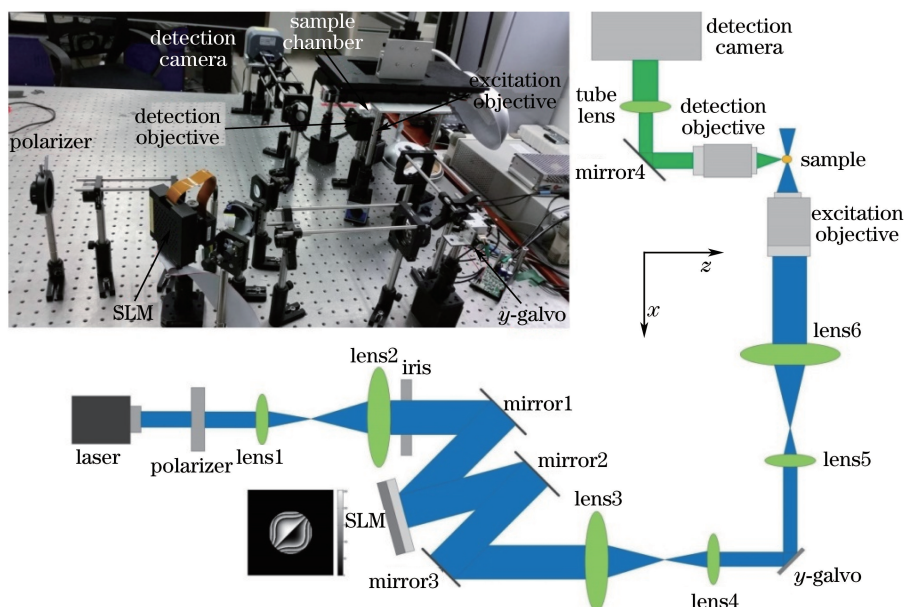 detection
camera
sample
chamber
excitation
objective
detection
objective
polarizer
SLM
y-galvo
detection
camera
tube
lens
detection
objective
mirror4
sample
excitation
objective
z
x
lens6
lens2
iris
mirror1
laser
polarizer
lens1
mirror2
lens3
lens5
SLM
mirror3
y-galvo
lens4